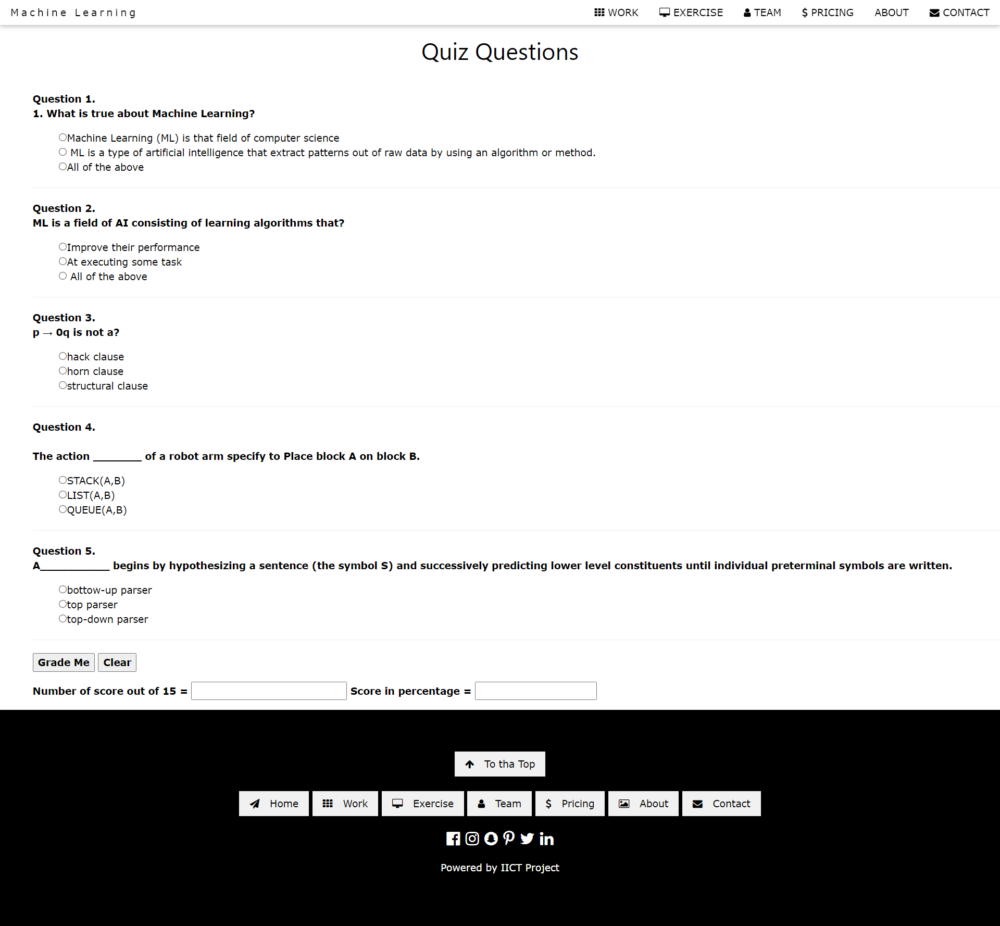 Machine Learning
WORK EXERCISE TEAM $ PRICING ABOUT CONTACT
Quiz Questions
Question 1.
1. What is true about Machine Learning?
Machine Learning (ML) is that field of computer science
ML is a type of artificial intelligence that extract patterns out of raw data by using an algorithm or method.
All of the above
Question 2.
ML is a field of AI consisting of learning algorithms that?
Improve their performance
At executing some task
All of the above
Question 3.
p → 0q is not a?
hack clause
horn clause
structural clause
Question 4.
The action _______ of a robot arm specify to Place block A on block B.
STACK(A,B)
LIST(A,B)
QUEUE(A,B)
Question 5.
A__________ begins by hypothesizing a sentence (the symbol S) and successively predicting lower level constituents until individual preterminal symbols are written.
bottow-up parser
top parser
top-down parser
Grade Me Clear
Number of score out of 15 = Score in percentage =
To tha Top
Home Work Exercise Team $ Pricing About Contact
Powered by IICT Project